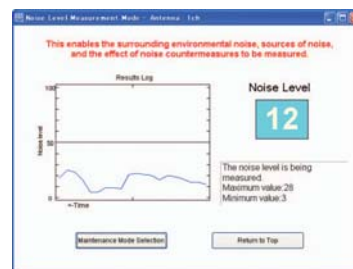 Noise Level Measurement Mode - Antenna : 1ch
This enables the surrounding environmental noise, sources of noise,
and the effect of noise countermeasures to be measured.
Results Log
Noise Level
100
50
0
Noise level
<-Time
12
The noise level is being
measured.
Maximum value:28
Minimum value:3
Maintenance Mode Selection
Return to Top